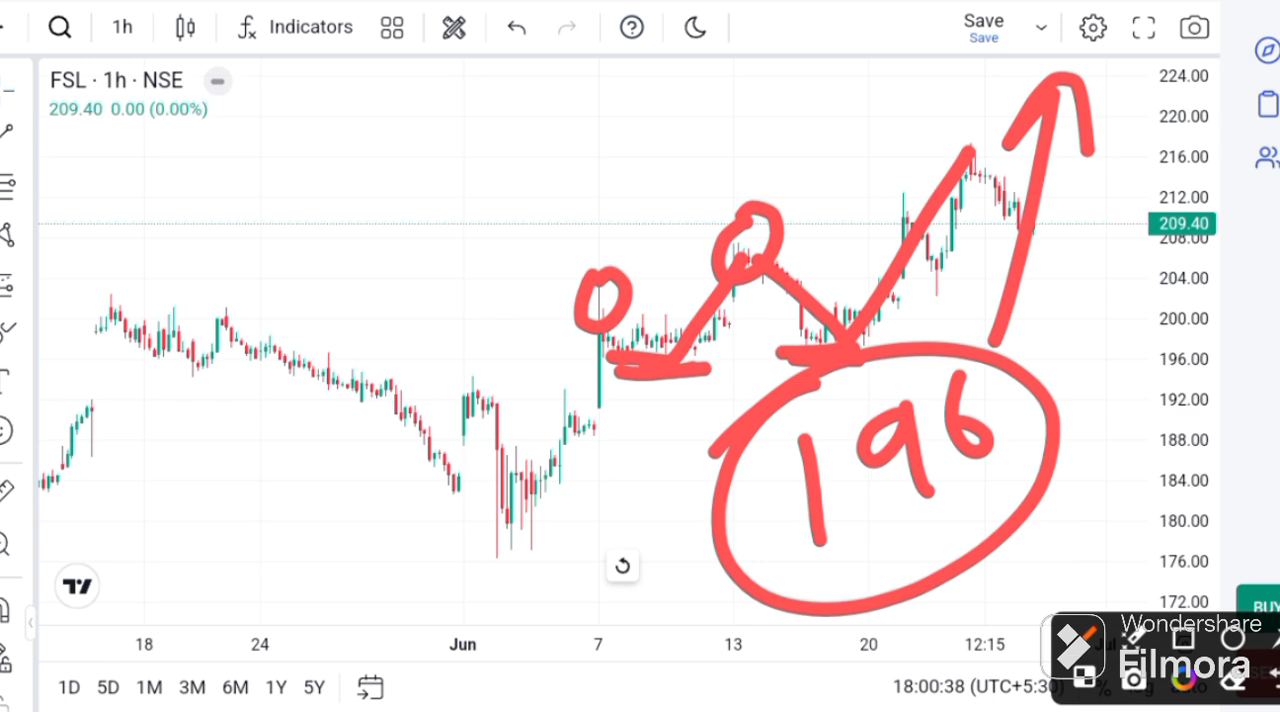 1h Indicators Save
Save
FSL · 1h · NSE
209.40 0.00 (0.00%)
224.00
220.00
216.00
212.00
209.40
208.00
204.00
200.00
196.00
192.00
188.00
184.00
180.00
176.00
172.00
196
BUY
18 24 Jun 7 13 20 12:15
1D 5D 1M 3M 6M 1Y 5Y 18:00:38 (UTC+5:30) %
Wondershare
Filmora